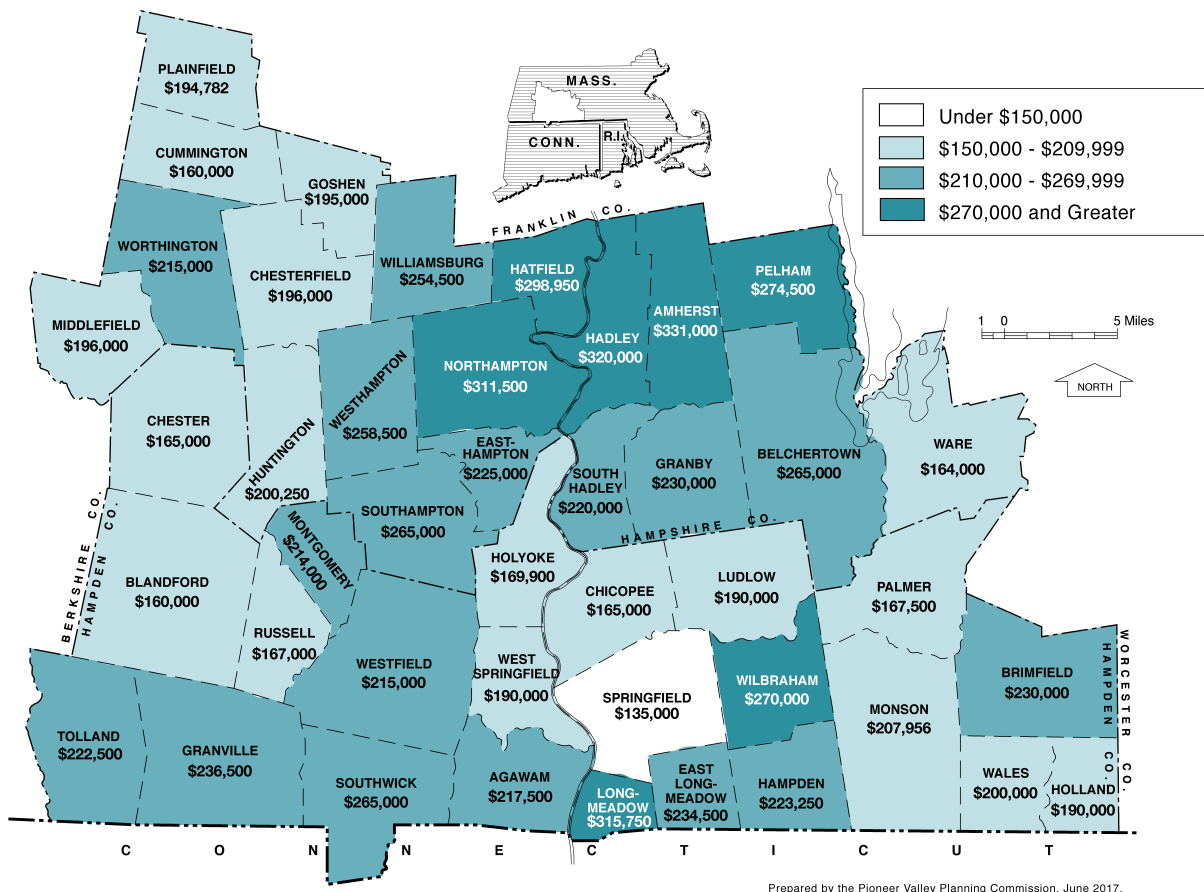 PLAINFIELD
$194,782
CUMMINGTON
$160,000
GOSHEN
$195,000
MASS.
CONN.
R.I.
Under $150,000
$150,000 - $209,999
$210,000 - $269,999
$270,000 and Greater
FRANKLIN CO.
WORTHINGTON
$215,000
CHESTERFIELD
$196,000
WILLIAMSBURG
$254,500
HATFIELD
$298,950
PELHAM
$274,500
MIDDLEFIELD
$196,000
HADLEY
$320,000
AMHERST
$331,000
1 0 5 Miles
NORTH
NORTHAMPTON
$311,500
WESTHAMPTON
$258,500
CHESTER
$165,000
HUNTINGTON
$200,250
EAST-
HAMPTON
$225,000
SOUTH
HADLEY
$220,000
GRANBY
$230,000
BELCHERTOWN
$265,000
WARE
$164,000
SOUTHAMPTON
$265,000
MONTGOMERY
$214,000
HAMPSHIRE CO.
BERKSHIRE CO.
HAMPDEN CO.
BLANDFORD
$160,000
HOLYOKE
$169,900
CHICOPEE
$165,000
LUDLOW
$190,000
PALMER
$167,500
RUSSELL
$167,000
WESTFIELD
$215,000
WEST
SPRINGFIELD
$190,000
SPRINGFIELD
$135,000
WILBRAHAM
$270,000
MONSON
$207,956
BRIMFIELD
$230,000
HAMPDEN CO.
WORCESTER CO.
TOLLAND
$222,500
GRANVILLE
$236,500
SOUTHWICK
$265,000
AGAWAM
$217,500
LONG-
MEADOW
$315,750
EAST
LONG-
MEADOW
$234,500
HAMPDEN
$223,250
WALES
$200,000
HOLLAND
$190,000
CONNECTICUT
Prepared by the Pioneer Valley Planning Commission, June 2017.